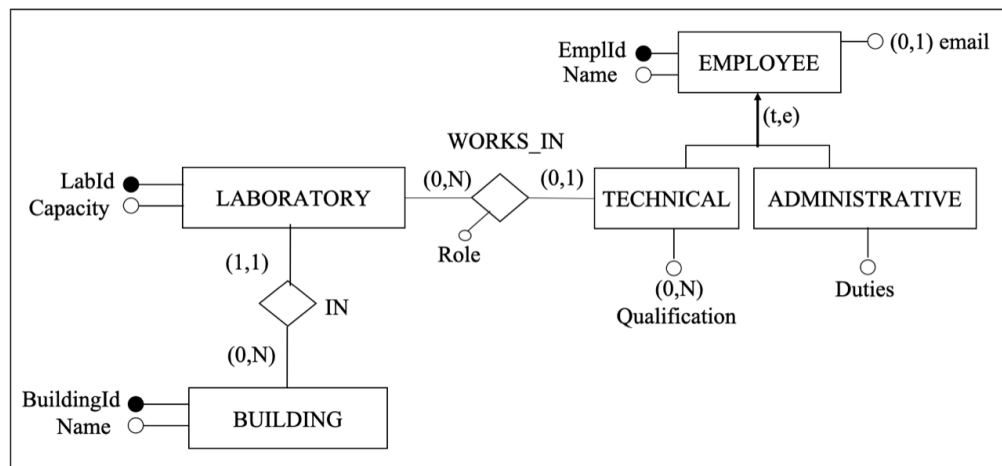 EmplId
Name
EMPLOYEE
(0,1) email
(t,e)
WORKS_IN
LabId
Capacity
LABORATORY
(0,N)
(0,1)
TECHNICAL
ADMINISTRATIVE
Role
(1,1)
IN
(0,N)
Qualification
Duties
(0,N)
BuildingId
Name
BUILDING